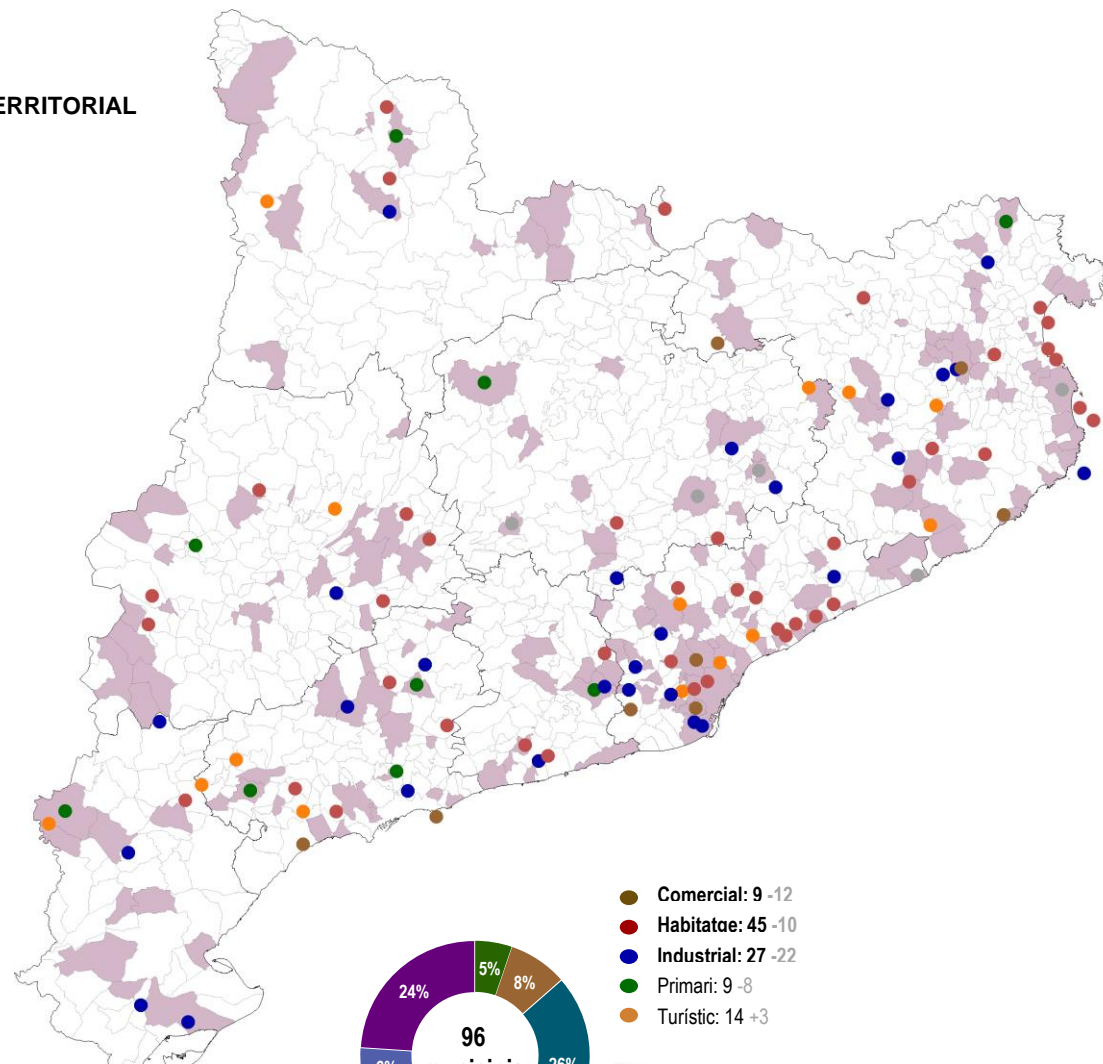 ERRITORIAL
Comercial: 9 -12
Habitatge: 45 -10
Industrial: 27 -22
Primari: 9 -8
Turístic: 14 +3
5%
8%
24%
96
26%